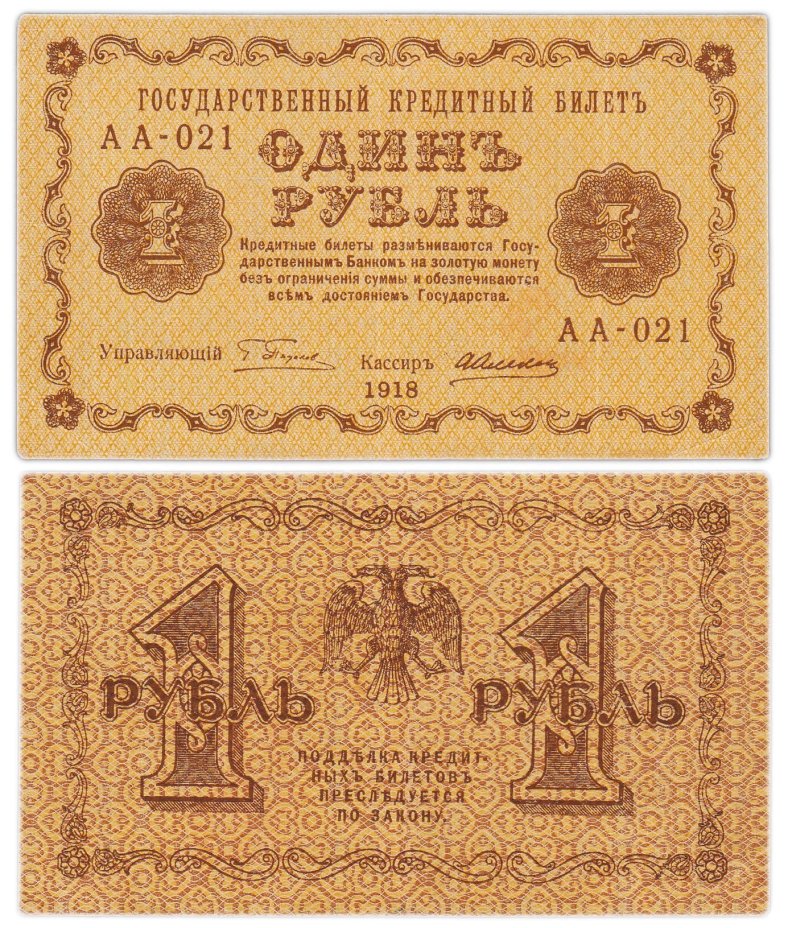 ГОСУДАРСТВЕННЫЙ КРЕДИТНЫЙ БИЛЕТЪ
АА-021
ОДИНЪ
РУБЛЬ
1
1
Кредитные билеты размѣниваются Госу-
дарственнымъ Банкомъ на золотую монету
безъ ограниченія суммы и обезпечиваются
всѣмъ достояніемъ Государства.
АА-021
Управляющій
Кассиръ
1918
1
РУБЛЬ
1
РУБЛЬ
ПОДДѢЛКА КРЕДИТ-
НЫХЪ БИЛЕТОВЪ
ПРЕСЛѢДУЕТСЯ
ПО ЗАКОНУ.